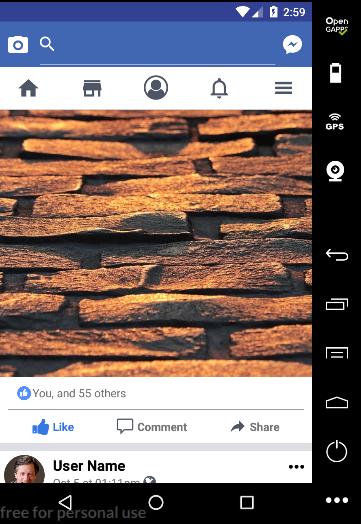 2:59
Open
GAPPS
GPS
You, and 55 others
Like
Comment
Share
User Name
Oct 5 at 01:11pm
free for personal use